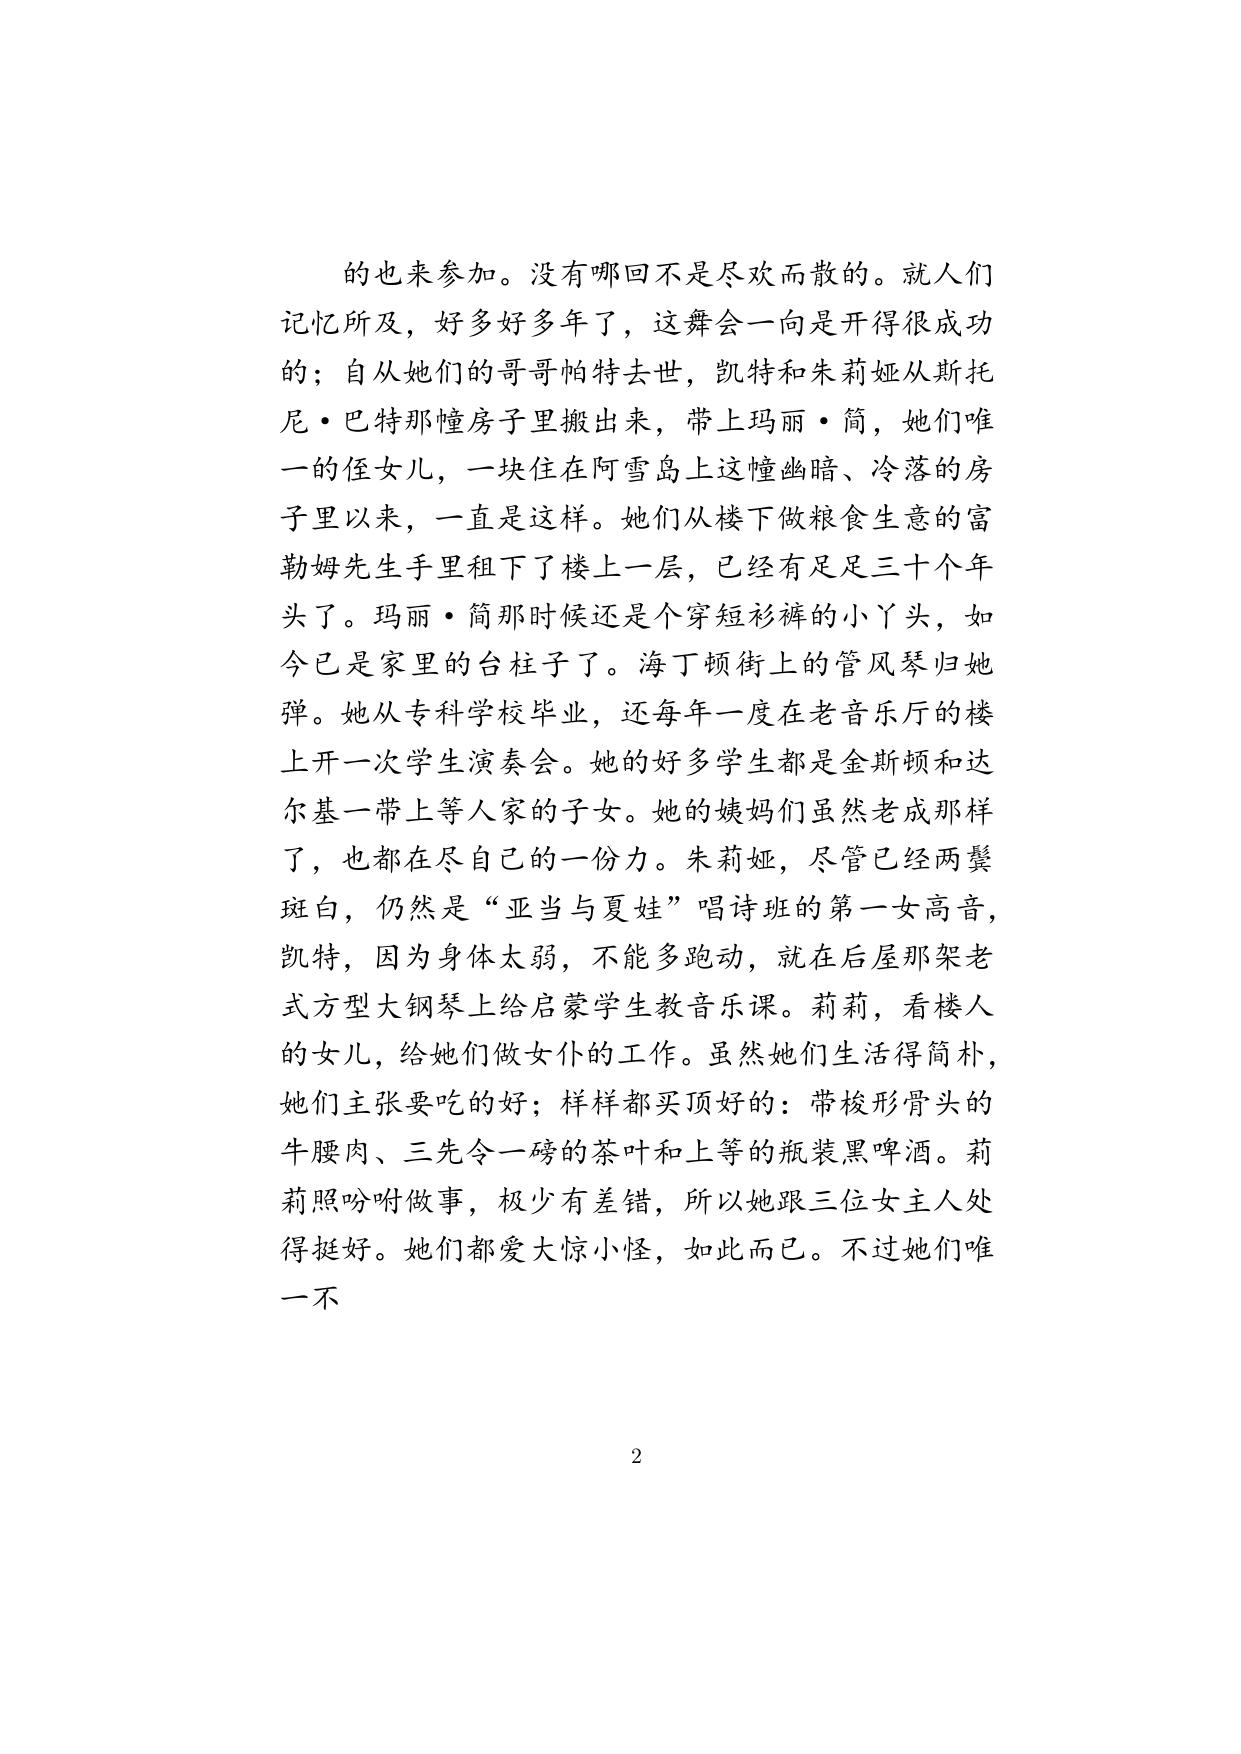 的也来参加。没有哪回不是尽欢而散的。就人们
记忆所及，好多好多年了，这舞会一向是开得很成功
的；自从她们的哥哥帕特去世，凯特和朱莉娅从斯托
尼·巴特那幢房子里搬出来，带上玛丽·简，她们唯
一的侄女儿，一块住在阿雪岛上这幢幽暗、冷落的房
子里以来，一直是这样。她们从楼下做粮食生意的富
勒姆先生手里租下了楼上一层，已经有足足三十个年
头了。玛丽·简那时候还是个穿短衫裤的小丫头，如
今已是家里的台柱子了。海丁顿街上的管风琴归她
弹。她从专科学校毕业，还每年一度在老音乐厅的楼
上开一次学生演奏会。她的好多学生都是金斯顿和达
尔基一带上等人家的子女。她的姨妈们虽然老成那样
了，也都在尽自己的一份力。朱莉娅，尽管已经两鬓
斑白，仍然是“亚当与夏娃”唱诗班的第一女高音，
凯特，因为身体太弱，不能多跑动，就在后屋那架老
式方型大钢琴上给启蒙学生教音乐课。莉莉，看楼人
的女儿，给她们做女仆的工作。虽然她们生活得简朴，
她们主张要吃的好；样样都买顶好的：带梭形骨头的
牛腰肉、三先令一磅的茶叶和上等的瓶装黑啤酒。莉
莉照吩咐做事，极少有差错，所以她跟三位女主人处
得挺好。她们都爱大惊小怪，如此而已。不过她们唯
一不
2